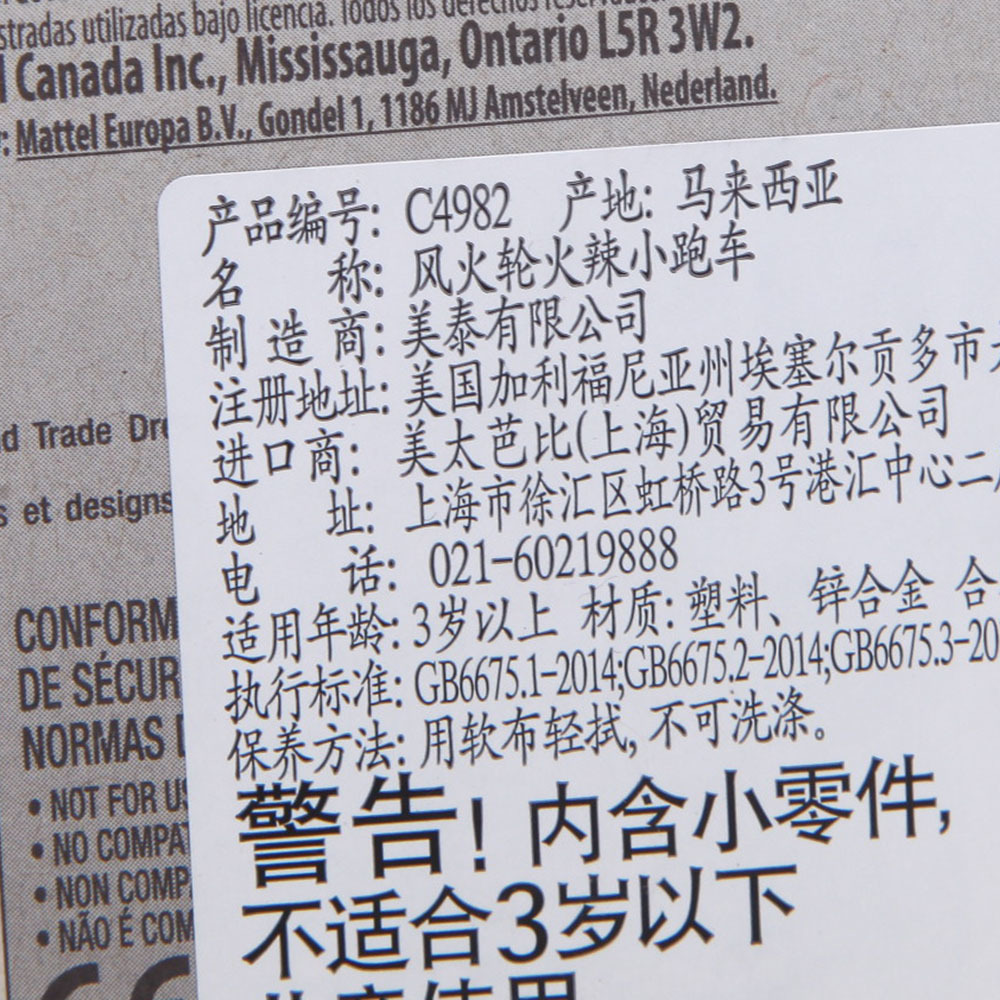 stradas utilizadas bajo licencia. Todos los derechos
Canada Inc., Mississauga, Ontario L5R 3W2.
: Mattel Europa B.V., Gondel 1, 1186 MJ Amstelveen, Nederland.
产品编号: C4982 产地: 马来西亚
名 称: 风火轮火辣小跑车
制 造 商: 美泰有限公司
注册地址: 美国加利福尼亚州埃塞尔贡多市
进 口 商: 美太芭比(上海)贸易有限公司
地 址: 上海市徐汇区虹桥路3号港汇中心二
电 话: 021-60219888
适用年龄: 3岁以上 材质: 塑料、锌合金 合
执行标准: GB6675.1-2014;GB6675.2-2014;GB6675.3-20
保养方法: 用软布轻拭, 不可洗涤。
警告! 内含小零件,
不适合3岁以下
d Trade Dre
s et designs
CONFORM
DE SÉCUR
NORMAS
• NOT FOR US
• NO COMPAT
• NON COMP
• NÃO É COM